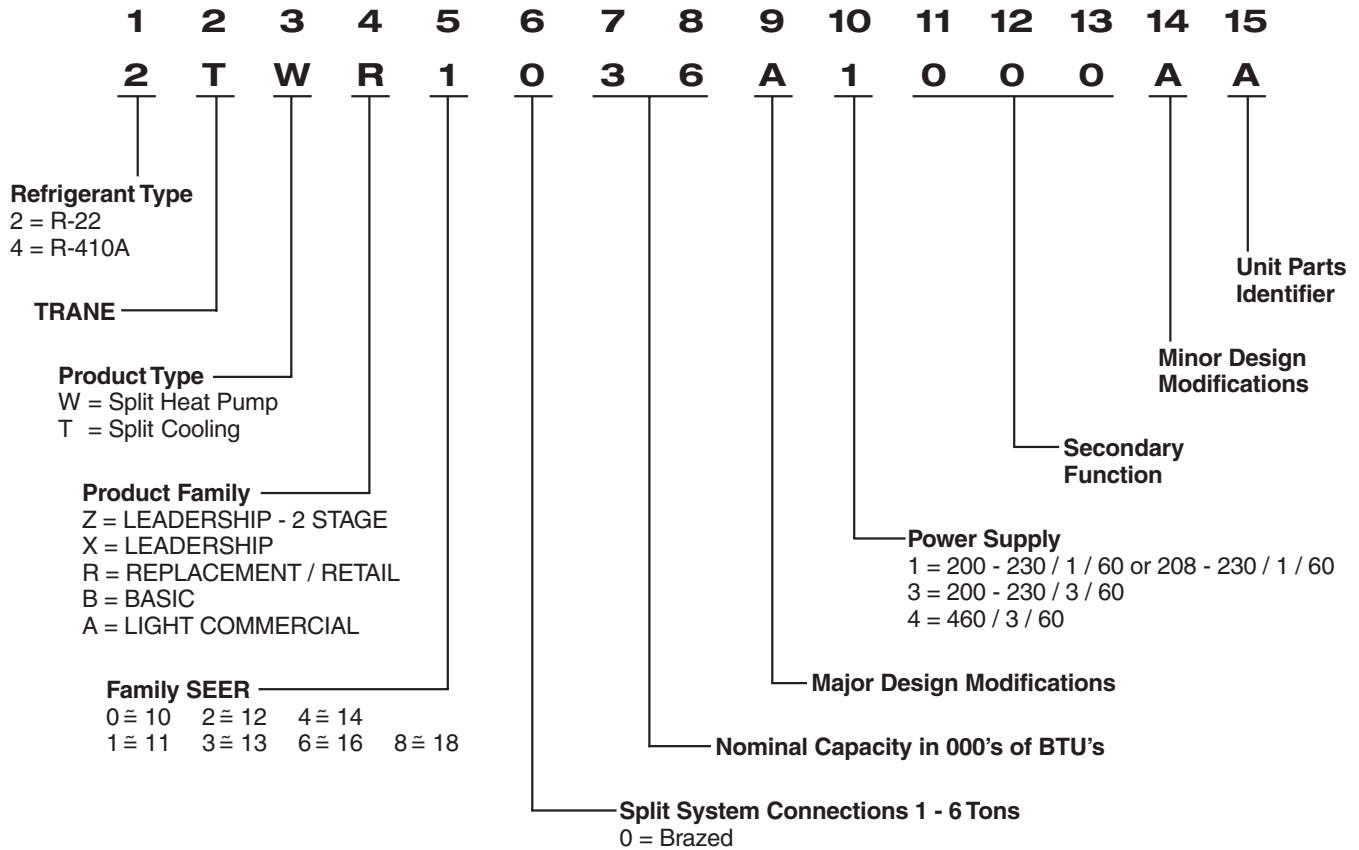 1 2 3 4 5 6 7 8 9 10 11 12 13 14 15
2 T W R 1 0 3 6 A 1 0 0 0 A A
Refrigerant Type
2 = R-22
4 = R-410A
TRANE
Product Type
W = Split Heat Pump
T = Split Cooling
Product Family
Z = LEADERSHIP - 2 STAGE
X = LEADERSHIP
R = REPLACEMENT / RETAIL
B = BASIC
A = LIGHT COMMERCIAL
Family SEER
0 ≅ 10 2 ≅ 12 4 ≅ 14
1 ≅ 11 3 ≅ 13 6 ≅ 16 8 ≅ 18
Split System Connections 1 - 6 Tons
0 = Brazed
Nominal Capacity in 000's of BTU's
Major Design Modifications
Power Supply
1 = 200 - 230 / 1 / 60 or 208 - 230 / 1 / 60
3 = 200 - 230 / 3 / 60
4 = 460 / 3 / 60
Secondary
Function
Minor Design
Modifications
Unit Parts
Identifier